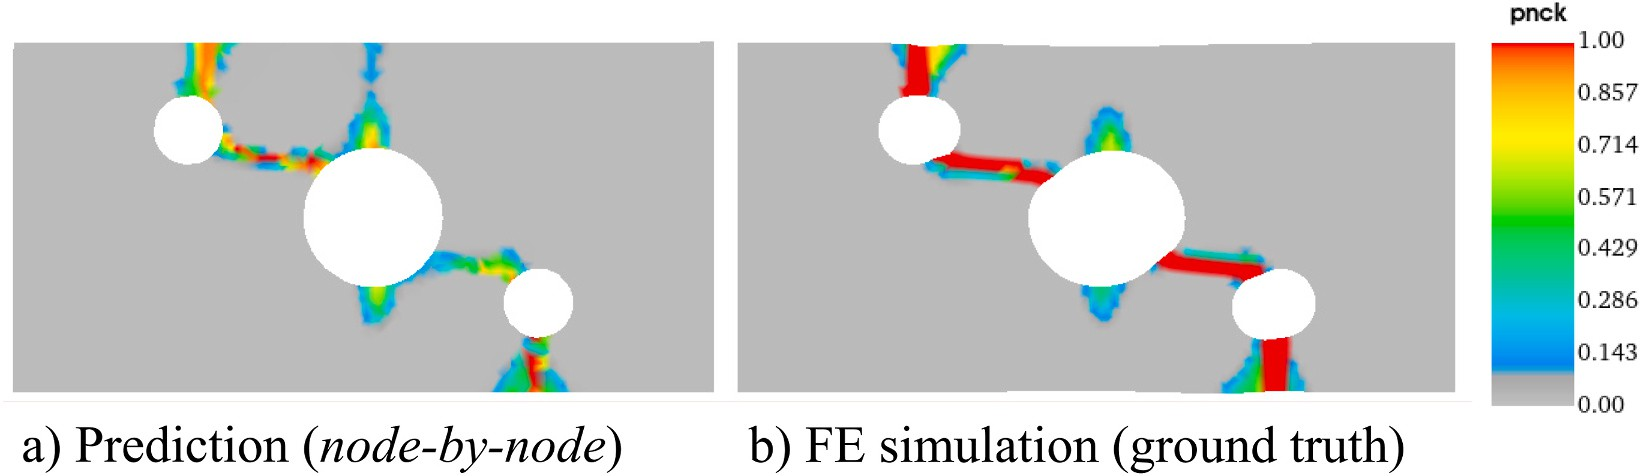 pnck
1.00
0.857
0.714
0.571
0.429
0.286
0.143
0.00
a) Prediction (node-by-node)
b) FE simulation (ground truth)